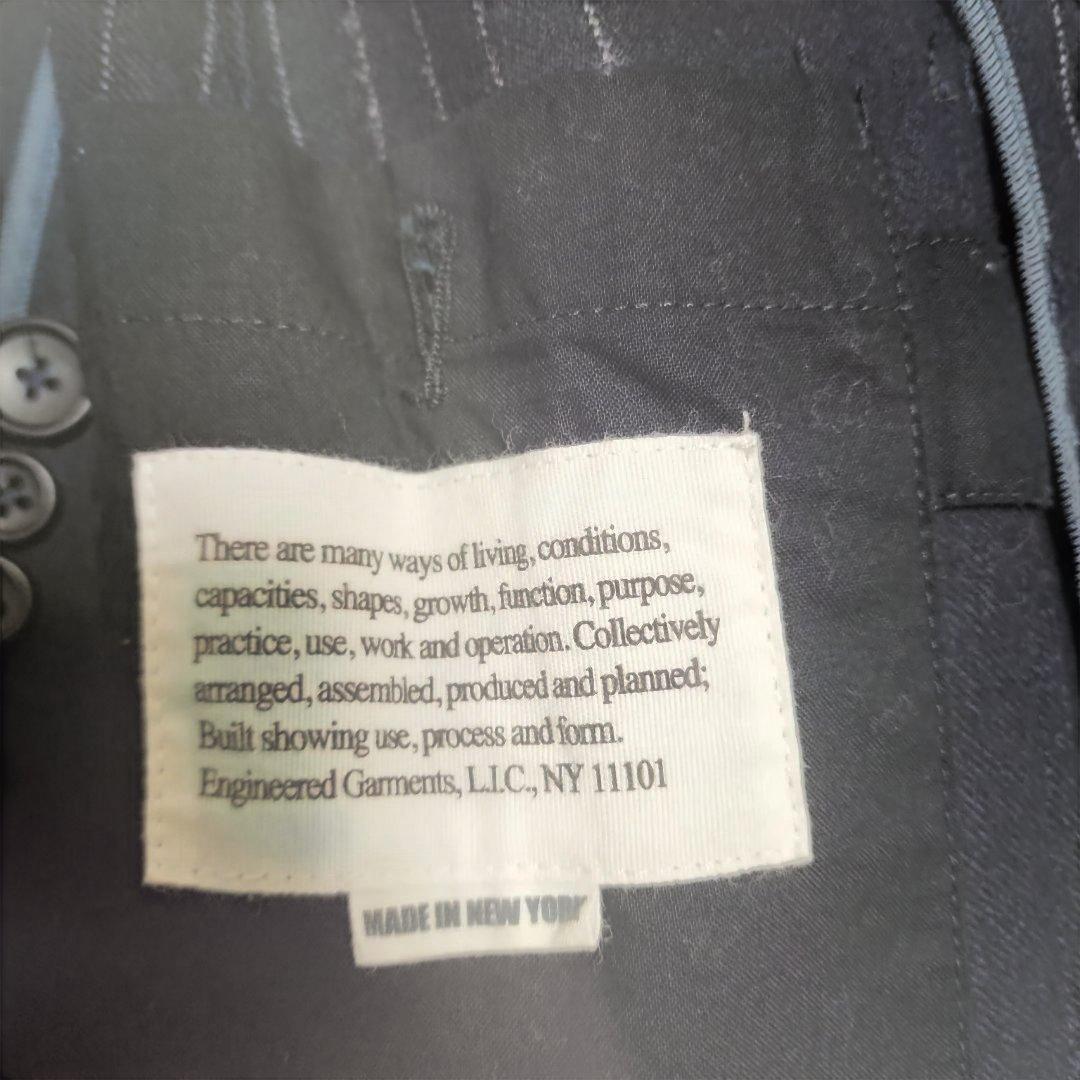 There are many ways of living, conditions,
capacities, shapes, growth, function, purpose,
practice, use, work and operation. Collectively
arranged, assembled, produced and planned;
Built showing use, process and form.
Engineered Garments, L.I.C., NY 11101
MADE IN NEW YORK